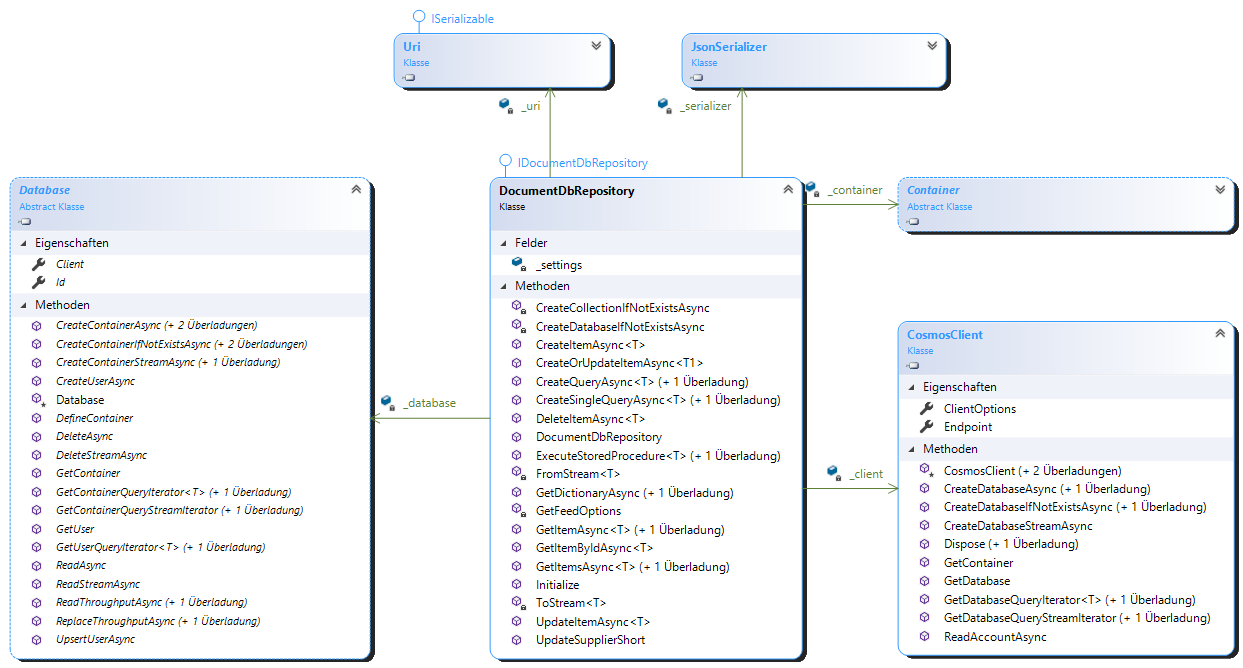 ISerializable
Uri
Klasse
JsonSerializer
Klasse
_uri
_serializer
IDocumentDbRepository
Database
Abstract Klasse
Eigenschaften
Client
Id
Methoden
CreateContainerAsync (+ 2 Überladungen)
CreateContainerIfNotExistsAsync (+ 2 Überladungen)
CreateContainerStreamAsync (+ 1 Überladung)
CreateUserAsync
Database
DefineContainer
DeleteAsync
DeleteStreamAsync
GetContainer
GetContainerQueryIterator<T> (+ 1 Überladung)
GetContainerQueryStreamIterator (+ 1 Überladung)
GetUser
GetUserQueryIterator<T> (+ 1 Überladung)
ReadAsync
ReadStreamAsync
ReadThroughputAsync (+ 1 Überladung)
ReplaceThroughputAsync (+ 1 Überladung)
UpsertUserAsync
_database
DocumentDbRepository
Klasse
Felder
_settings
Methoden
CreateCollectionIfNotExistsAsync
CreateDatabaseIfNotExistsAsync
CreateItemAsync<T>
CreateOrUpdateItemAsync<T1>
CreateQueryAsync<T> (+ 1 Überladung)
CreateSingleQueryAsync<T> (+ 1 Überladung)
DeleteItemAsync<T>
DocumentDbRepository
ExecuteStoredProcedure<T> (+ 1 Überladung)
FromStream<T>
GetDictionaryAsync (+ 1 Überladung)
GetFeedOptions
GetItemAsync<T> (+ 1 Überladung)
GetItemByIdAsync<T>
GetItemsAsync<T> (+ 1 Überladung)
Initialize
ToStream<T>
UpdateItemAsync<T>
UpdateSupplierShort
_container
Container
Abstract Klasse
_client
CosmosClient
Klasse
Eigenschaften
ClientOptions
Endpoint
Methoden
CosmosClient (+ 2 Überladungen)
CreateDatabaseAsync (+ 1 Überladung)
CreateDatabaseIfNotExistsAsync (+ 1 Überladung)
CreateDatabaseStreamAsync
Dispose (+ 1 Überladung)
GetContainer
GetDatabase
GetDatabaseQueryIterator<T> (+ 1 Überladung)
GetDatabaseQueryStreamIterator (+ 1 Überladung)
ReadAccountAsync